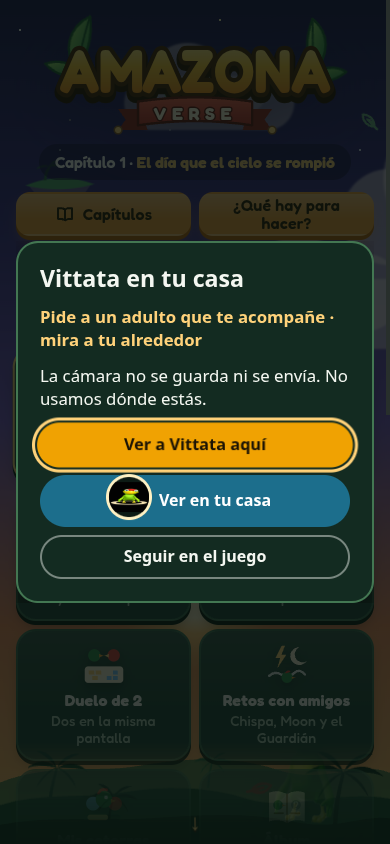 AMAZONA
VERSE
Capítulo 1 · El día que el cielo se rompió
Capítulos
¿Qué hay para
hacer?
Vittata en tu casa
Pide a un adulto que te acompañe ·
mira a tu alrededor
La cámara no se guarda ni se envía. No
usamos dónde estás.
Ver a Vittata aquí
Ver en tu casa
Seguir en el juego
Duelo de 2
Dos en la misma
pantalla
Retos con amigos
Chispa, Moon y el
Guardián